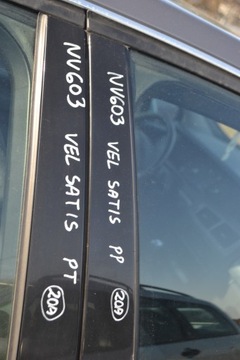 NV603 VEL SATIS PT 209
NV603 VEL SATIS PP 209